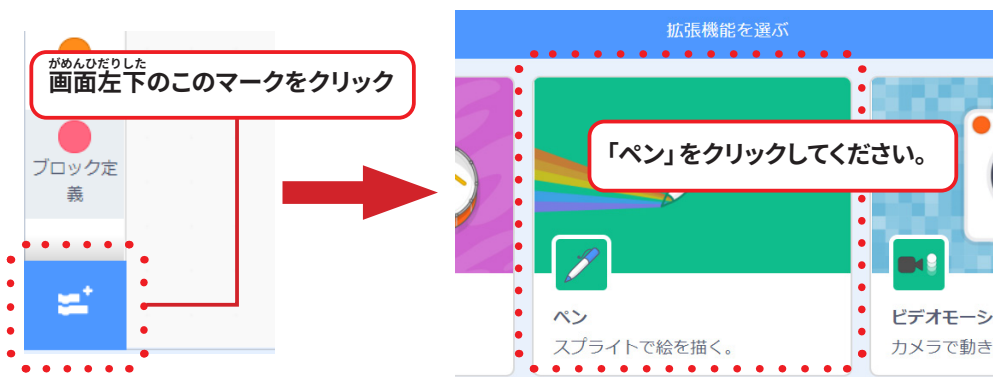 がめんひだりした
画面左下のこのマークをクリック
ブロック定
義
拡張機能を選ぶ
「ペン」をクリックしてください。
ペン
スプライトで絵を描く。
ビデオモーシ
カメラで動き